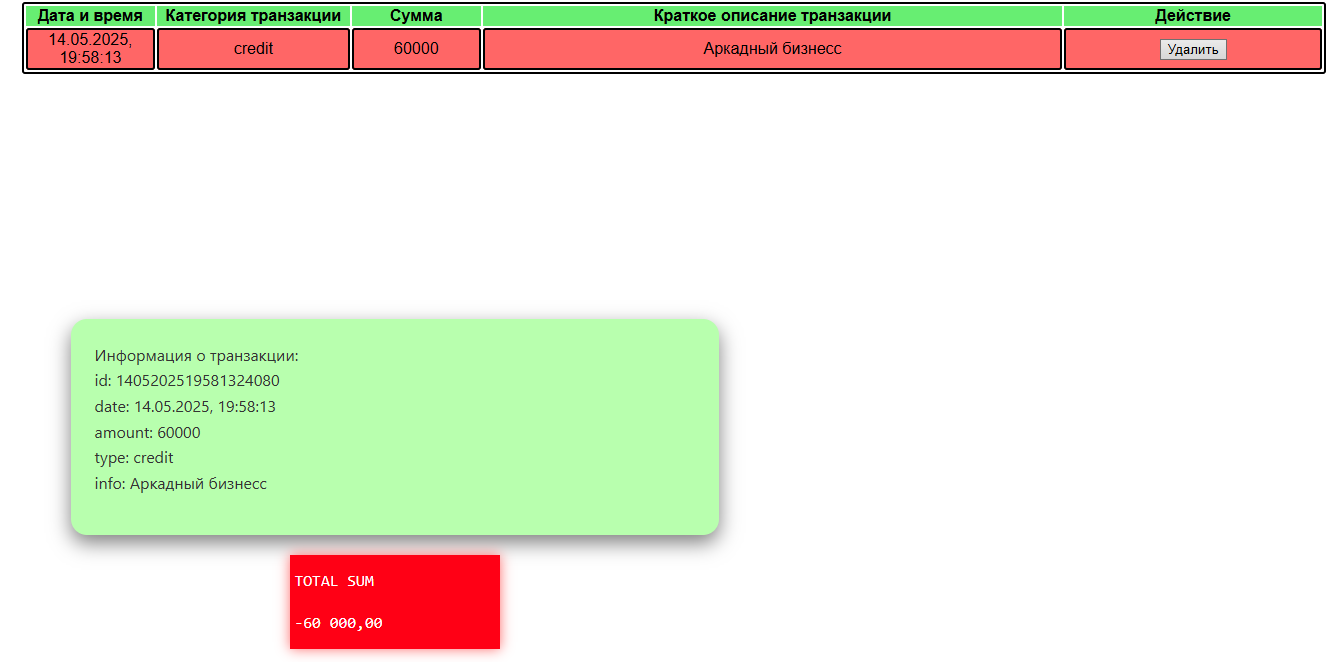 Дата и время Категория транзакции Сумма Краткое описание транзакции Действие
14.05.2025,
19:58:13 credit 60000 Аркадный бизнесс Удалить
Информация о транзакции:
id: 1405202519581324080
date: 14.05.2025, 19:58:13
amount: 60000
type: credit
info: Аркадный бизнесс
TOTAL SUM
-60 000,00